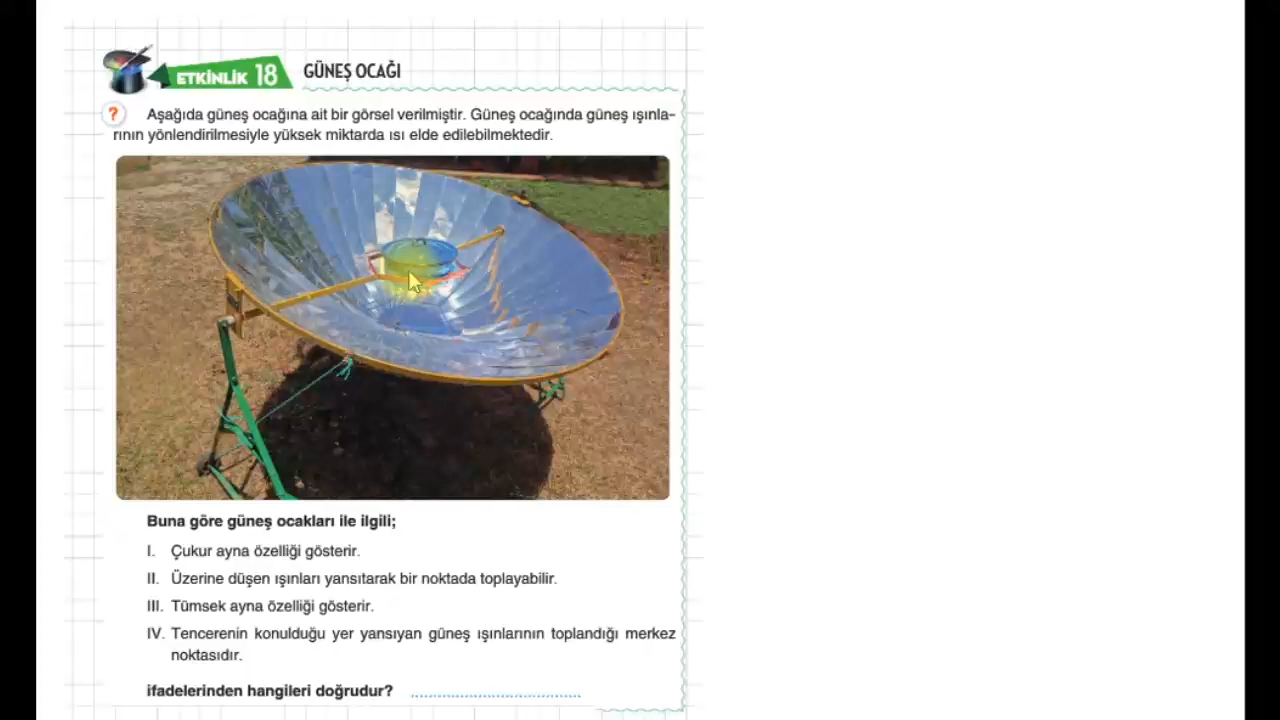 ETKİNLİK 18 GÜNEŞ OCAĞI
? Aşağıda güneş ocağına ait bir görsel verilmiştir. Güneş ocağında güneş ışınla-
rının yönlendirilmesiyle yüksek miktarda ısı elde edilebilmektedir.
Buna göre güneş ocakları ile ilgili;
I. Çukur ayna özelliği gösterir.
II. Üzerine düşen ışınları yansıtarak bir noktada toplayabilir.
III. Tümsek ayna özelliği gösterir.
IV. Tencerenin konulduğu yer yansıyan güneş ışınlarının toplandığı merkez
noktasıdır.
ifadelerinden hangileri doğrudur? ......................................